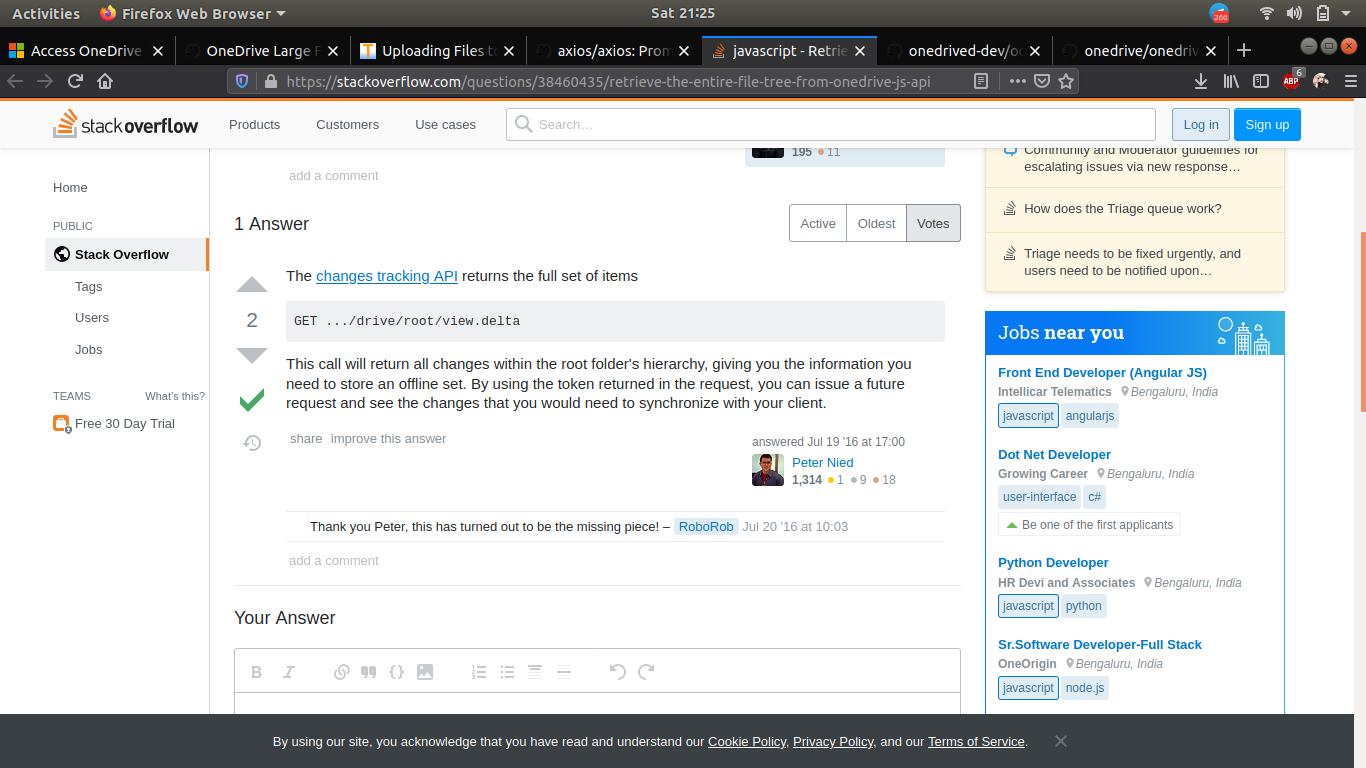 Activities Firefox Web Browser Sat 21:25 266
Access OneDrive OneDrive Large F Uploading Files to axios/axios: Prom javascript - Retrie onedrived-dev/oc onedrive/onedriv
https://stackoverflow.com/questions/38460435/retrieve-the-entire-file-tree-from-onedrive-js-api ABP 6
stackoverflow Products Customers Use cases Search… Log in Sign up
Home
PUBLIC
Stack Overflow
Tags
Users
Jobs
TEAMS What's this?
Free 30 Day Trial
195 11
add a comment
1 Answer Active Oldest Votes
2
The changes tracking API returns the full set of items
GET .../drive/root/view.delta
This call will return all changes within the root folder's hierarchy, giving you the information you
need to store an offline set. By using the token returned in the request, you can issue a future
request and see the changes that you would need to synchronize with your client.
share improve this answer
answered Jul 19 '16 at 17:00
Peter Nied
1,314 1 9 18
Thank you Peter, this has turned out to be the missing piece! – RoboRob Jul 20 '16 at 10:03
add a comment
Your Answer
B I
Community and Moderator guidelines for
escalating issues via new response…
How does the Triage queue work?
Triage needs to be fixed urgently, and
users need to be notified upon…
Jobs near you
Front End Developer (Angular JS)
Intellicar Telematics Bengaluru, India
javascript angularjs
Dot Net Developer
Growing Career Bengaluru, India
user-interface c#
Be one of the first applicants
Python Developer
HR Devi and Associates Bengaluru, India
javascript python
Sr.Software Developer-Full Stack
OneOrigin Bengaluru, India
javascript node.js
By using our site, you acknowledge that you have read and understand our Cookie Policy, Privacy Policy, and our Terms of Service.